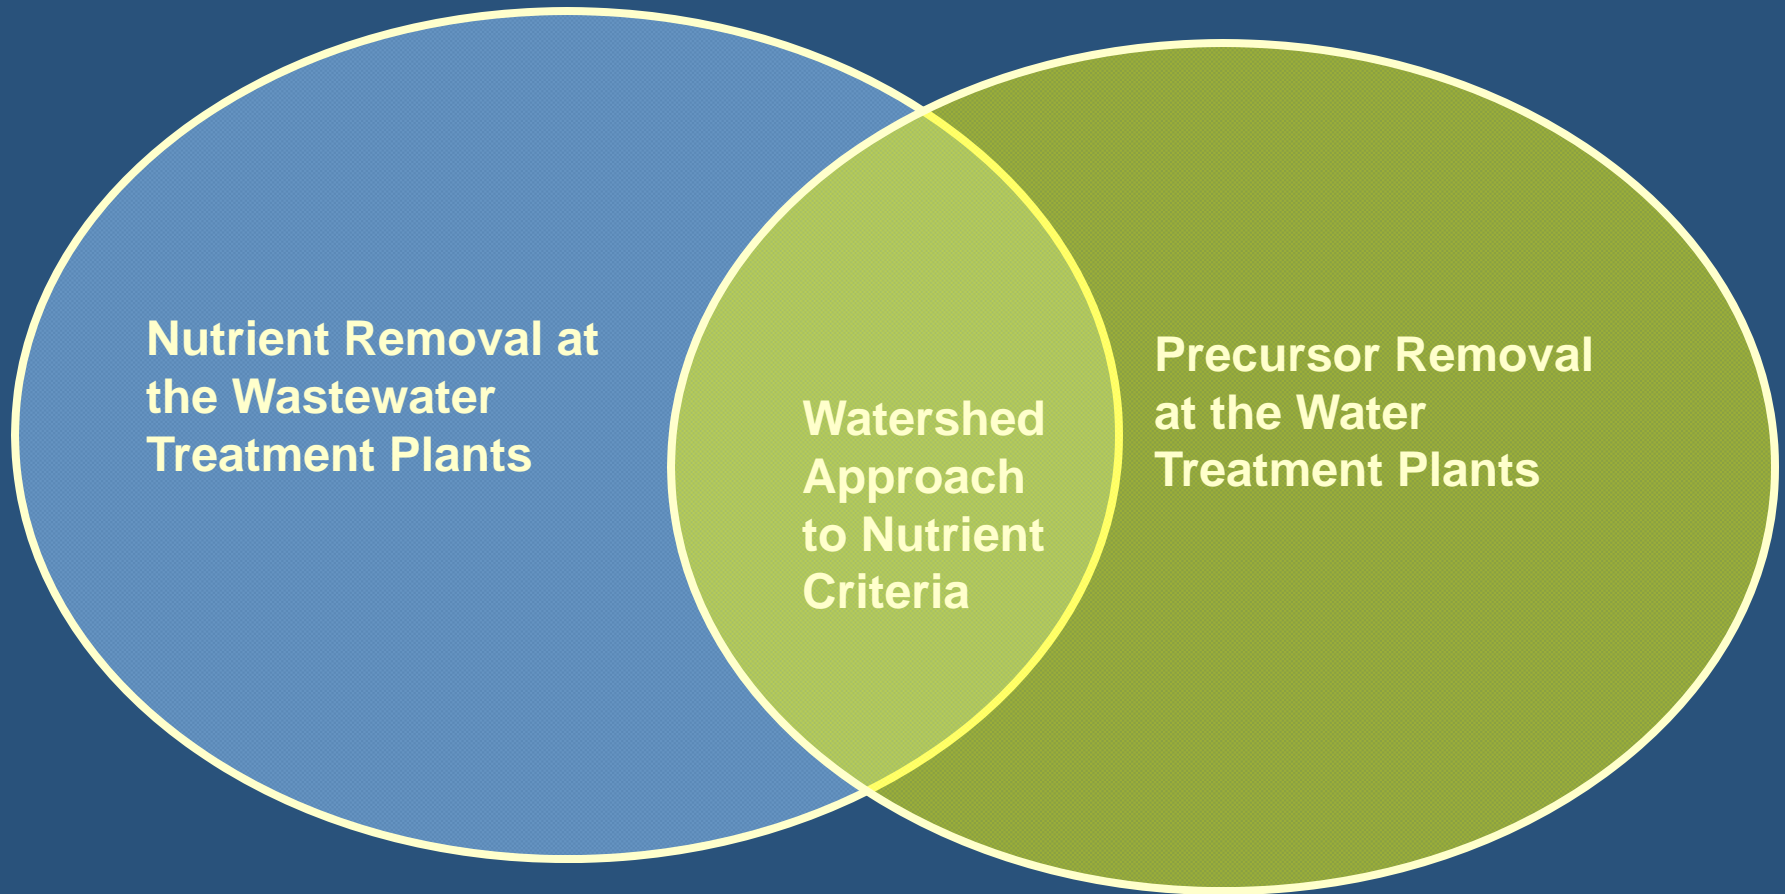 Nutrient Removal at
the Wastewater
Treatment Plants
Watershed
Approach
to Nutrient
Criteria
Precursor Removal
at the Water
Treatment Plants